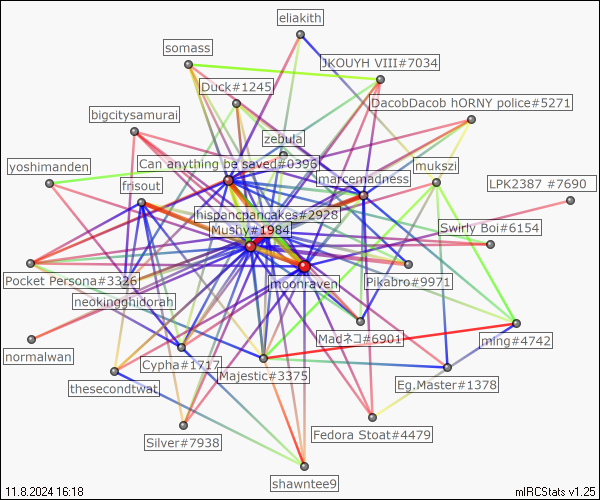 eliakith
somass
JKOUYH VIII#7034
Duck#1245
DacobDacob hORNY police#5271
bigcitysamurai
zebula
Can anything be saved#0396
yoshimanden
mukszi
marcemadness
LPK2387 #7690
frisout
hispancpancakes#2928
Mushy#1984
Swirly Boi#6154
Pocket Persona#3326
moonraven
Pikabro#9971
neokingghidorah
Madネコ#6901
ming#4742
normalwan
Cypha#1717
Majestic#3375
thesecondtwat
Eg.Master#1378
Fedora Stoat#4479
Silver#7938
shawntee9
11.8.2024 16:18
mIRCStats v1.25